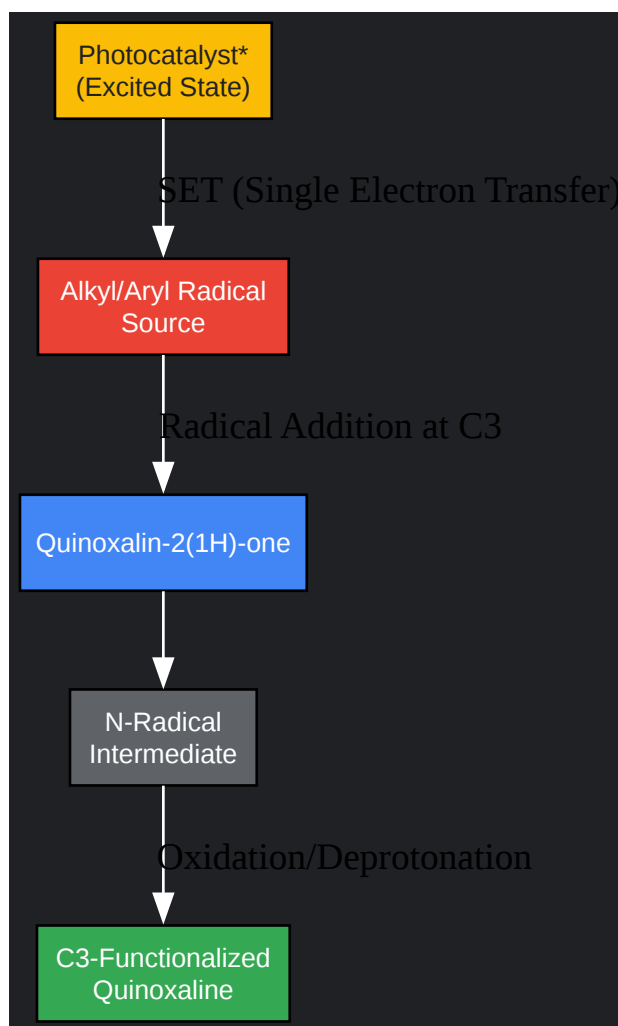 Photocatalyst*
(Excited State)
SET (Single Electron Transfer)
Alkyl/Aryl Radical
Source
Radical Addition at C3
Quinoxalin-2(1H)-one
N-Radical
Intermediate
Oxidation/Deprotonation
C3-Functionalized
Quinoxaline